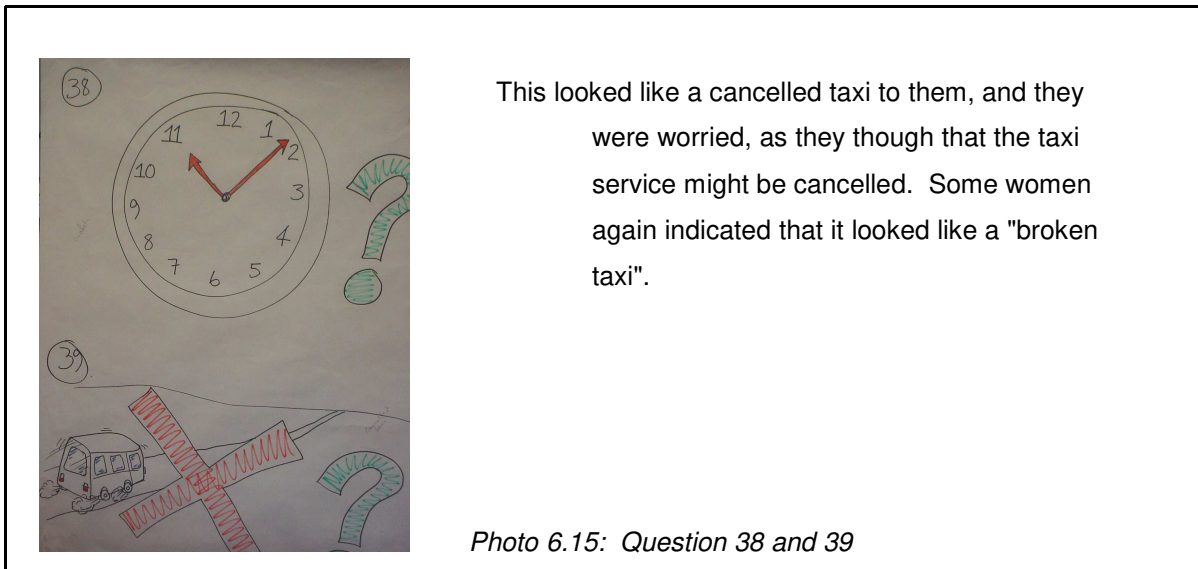 38
12
11
1
10
2
9
3
8
4
7
5
6
39
This looked like a cancelled taxi to them, and they
were worried, as they though that the taxi
service might be cancelled.  Some women
again indicated that it looked like a "broken
taxi".
Photo 6.15:  Question 38 and 39